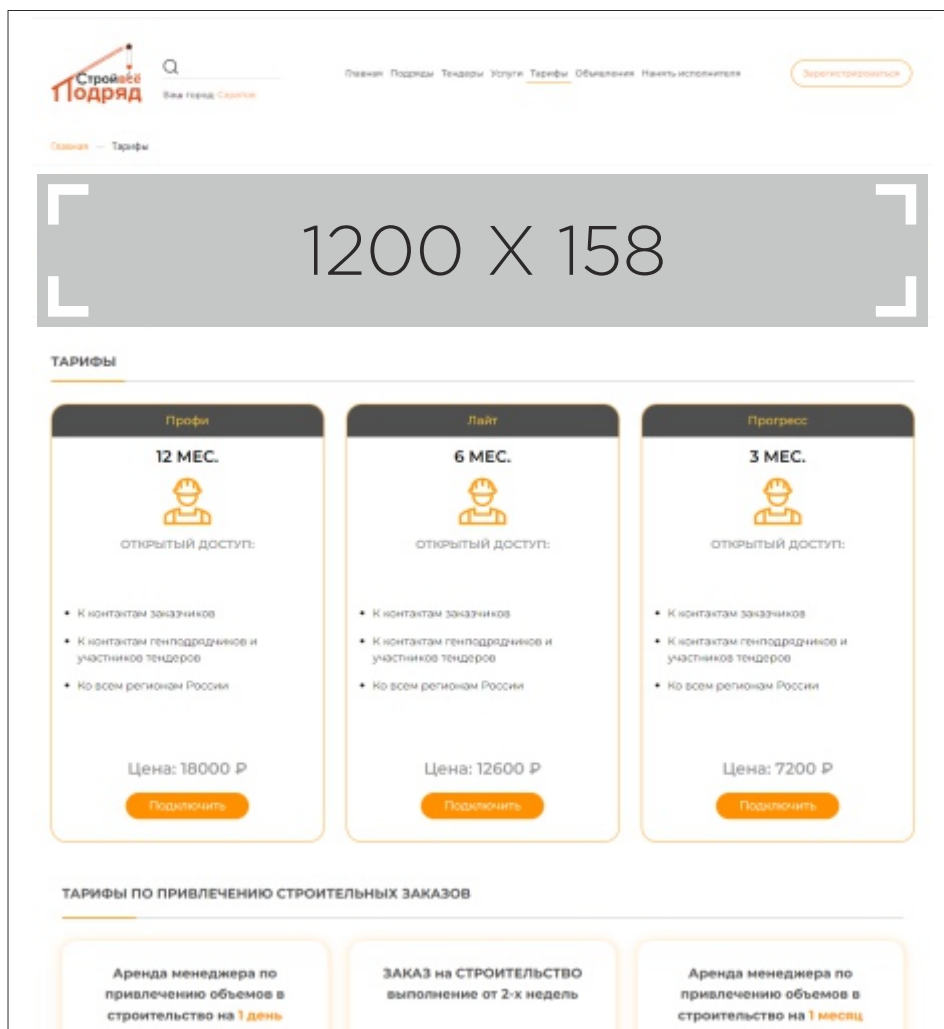 Строй всё
Подряд
Ваш город: Саратов
Главная Подряды Тендеры Услуги Тарифы Объявления Нанять исполнителя
Зарегистрироваться
Главная — Тарифы
1200 X 158
ТАРИФЫ
Профи
12 МЕС.
ОТКРЫТЫЙ ДОСТУП:
• К контактам заказчиков
• К контактам генподрядчиков и
участников тендеров
• Ко всем регионам России
Цена: 18000 ₽
Подключить
Лайт
6 МЕС.
ОТКРЫТЫЙ ДОСТУП:
• К контактам заказчиков
• К контактам генподрядчиков и
участников тендеров
• Ко всем регионам России
Цена: 12600 ₽
Подключить
Прогресс
3 МЕС.
ОТКРЫТЫЙ ДОСТУП:
• К контактам заказчиков
• К контактам генподрядчиков и
участников тендеров
• Ко всем регионам России
Цена: 7200 ₽
Подключить
ТАРИФЫ ПО ПРИВЛЕЧЕНИЮ СТРОИТЕЛЬНЫХ ЗАКАЗОВ
Аренда менеджера по
привлечению объемов в
строительство на 1 день
ЗАКАЗ на СТРОИТЕЛЬСТВО
выполнение от 2-х недель
Аренда менеджера по
привлечению объемов в
строительство на 1 месяц